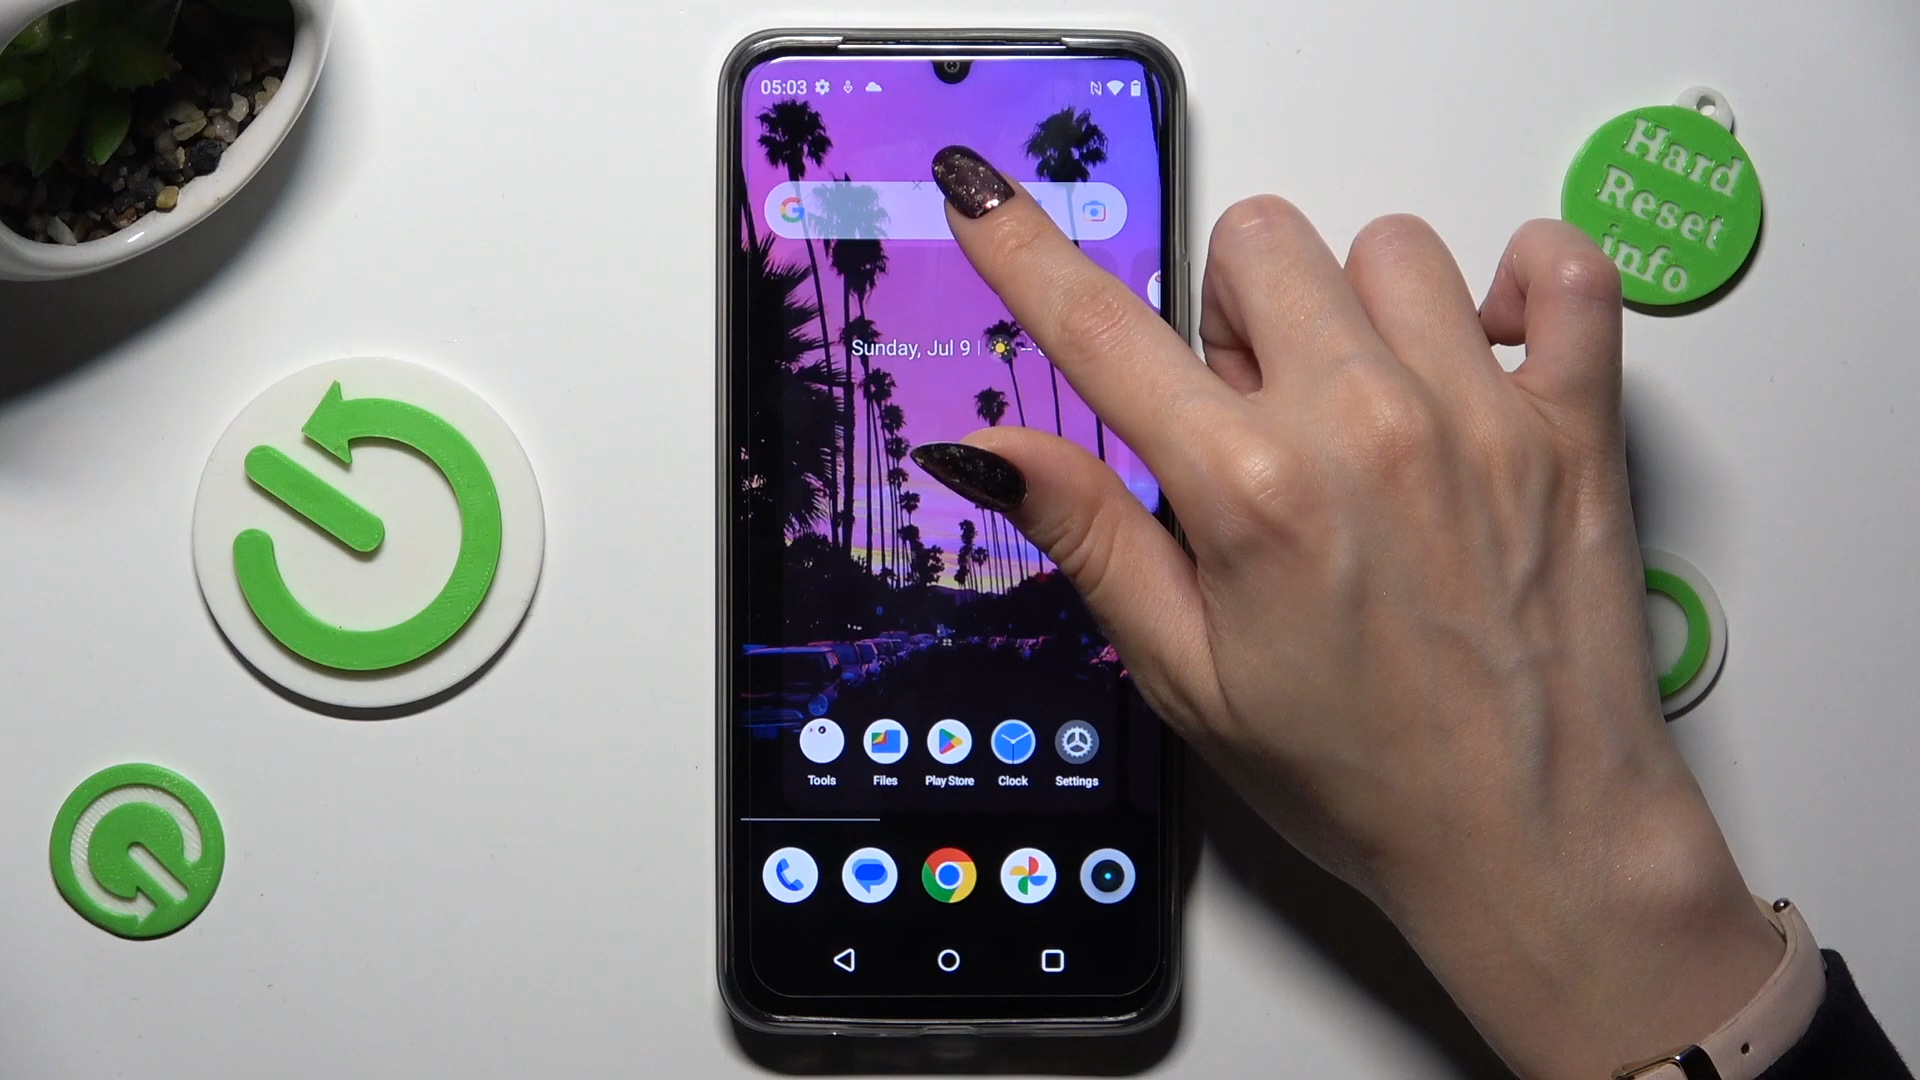 05:03
Sunday, Jul 9 |
Tools
Files
Play Store
Clock
Settings
Hard
Reset
info